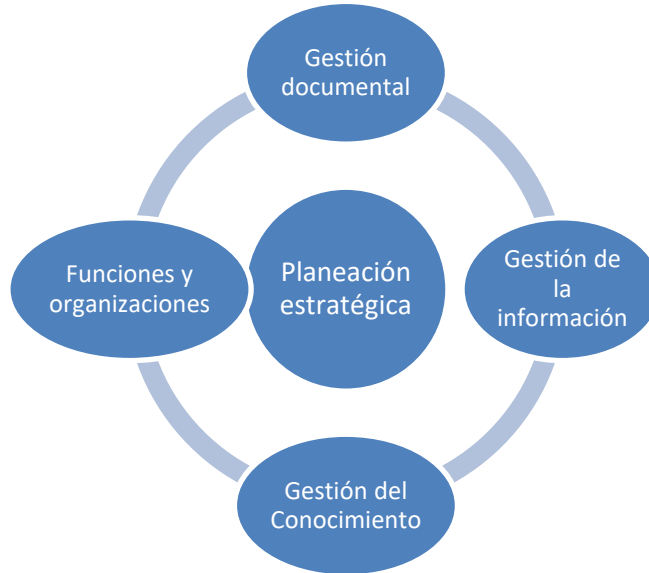 Gestión
documental
Funciones y
organizaciones
Planeación
estratégica
Gestión de
la
información
Gestión del
Conocimiento